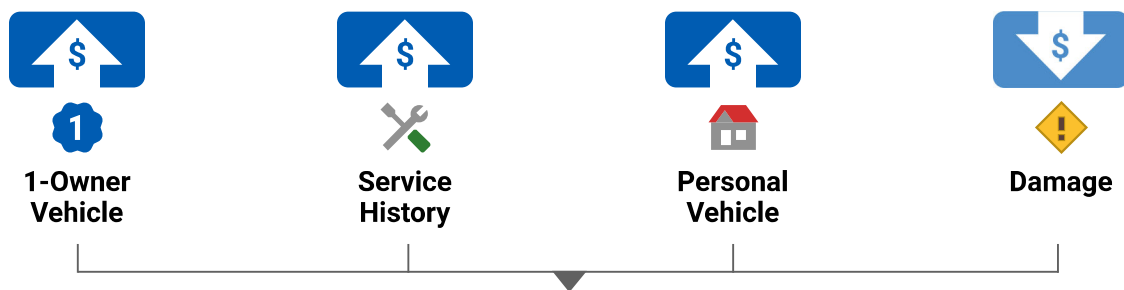 $
$
$
$
1
!
1-Owner
Vehicle
Service
History
Personal
Vehicle
Damage